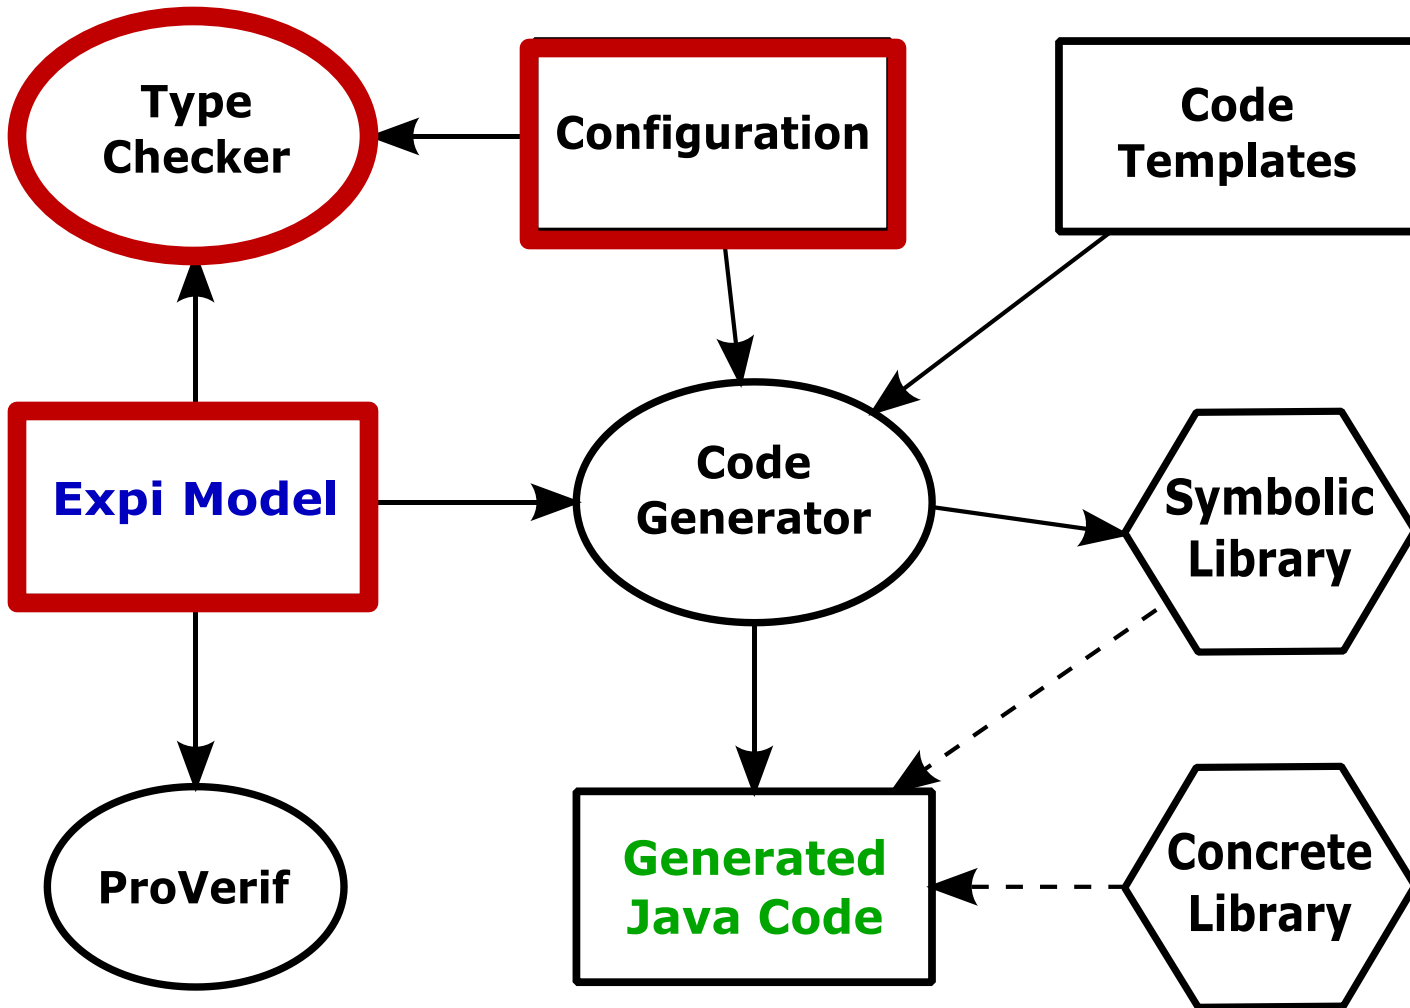 Type
Checker
Configuration
Code
Templates
Expi Model
Code
Generator
Symbolic
Library
ProVerif
Generated
Java Code
Concrete
Library